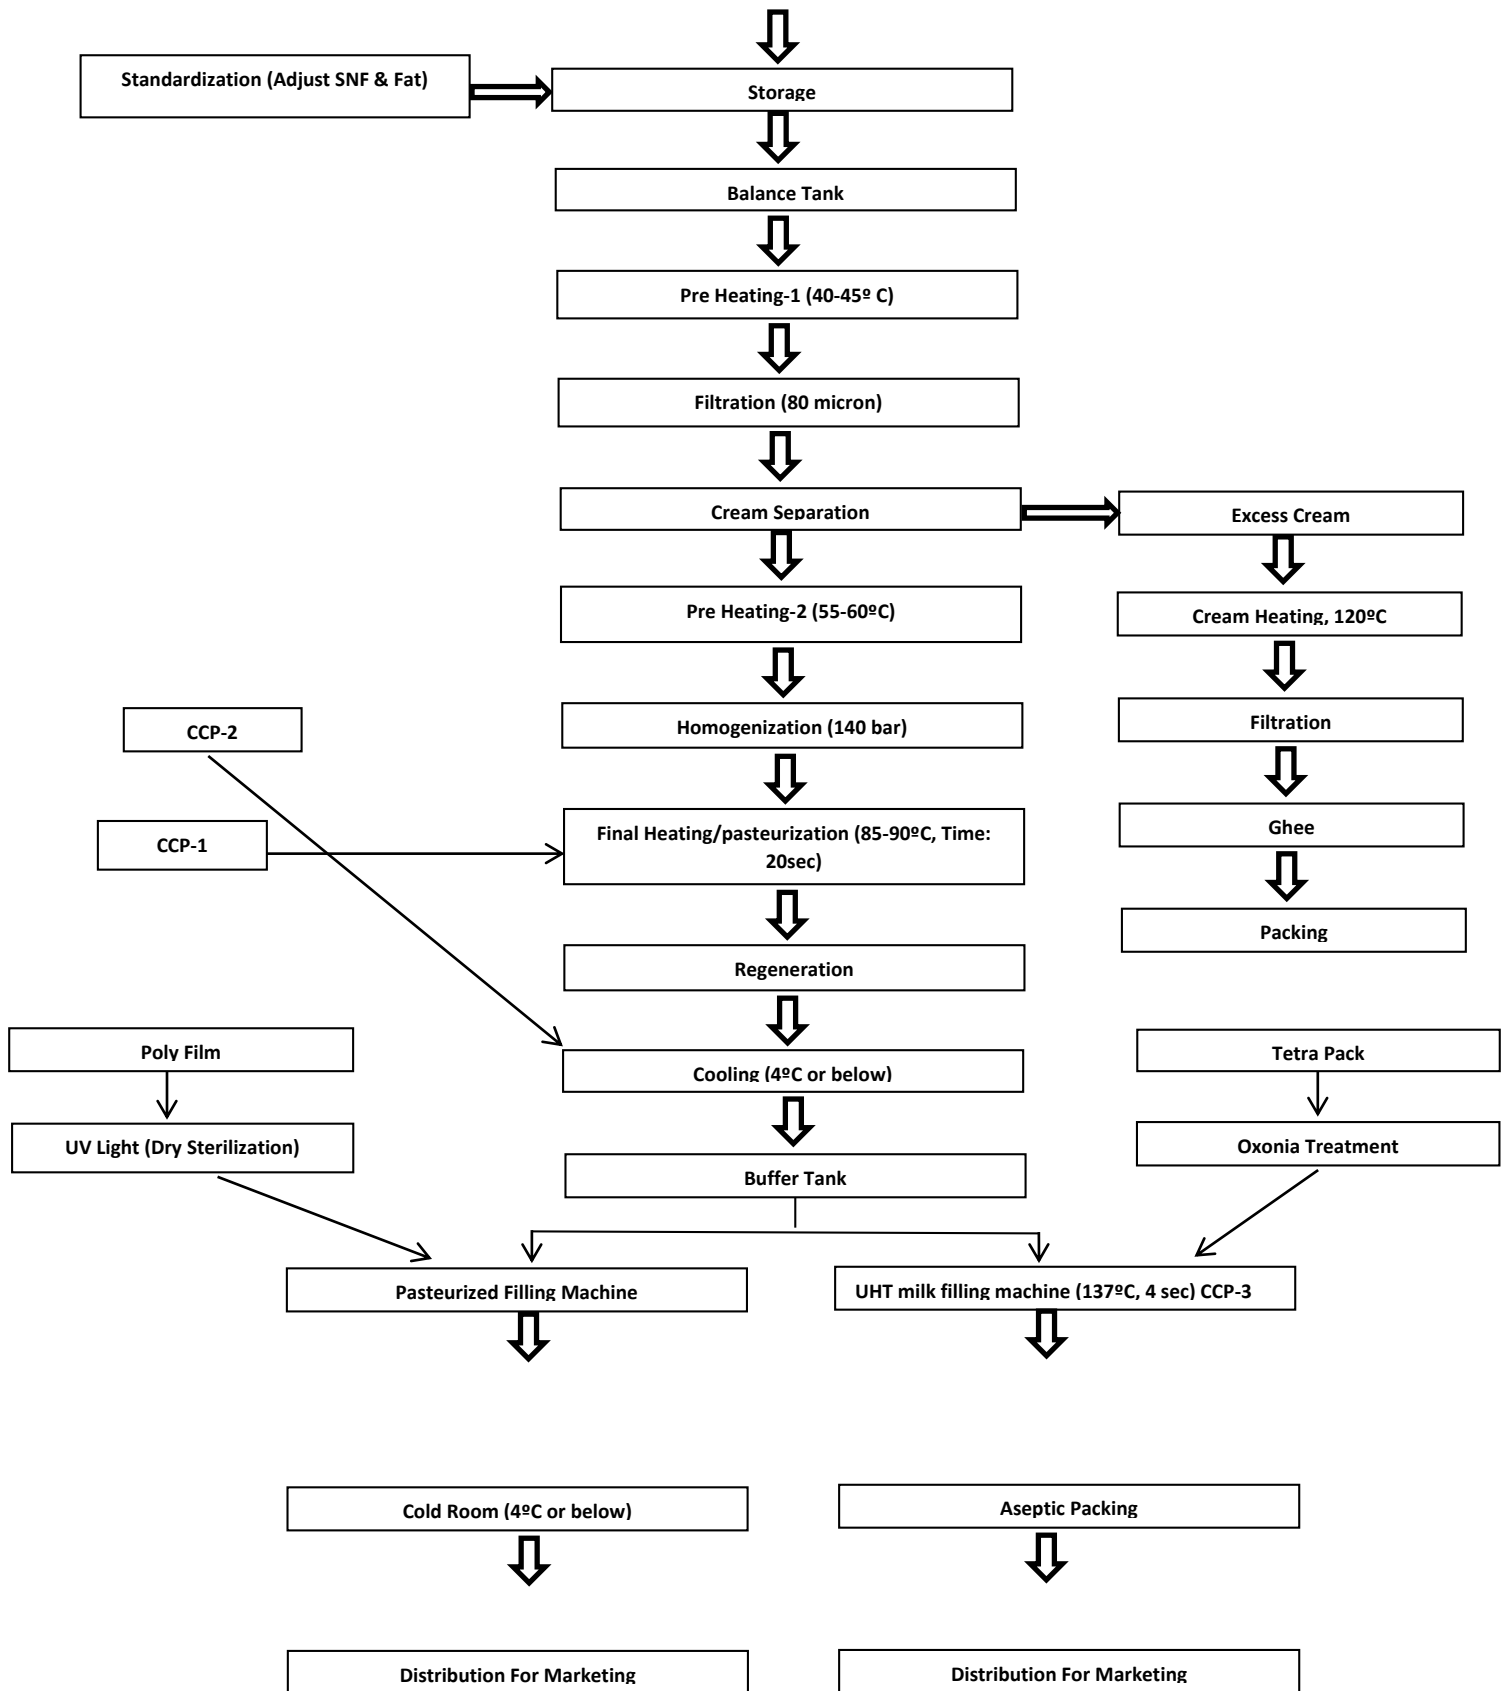 Standardization (Adjust SNF & Fat)
Storage
Balance Tank
Pre Heating-1 (40-45º C)
Filtration (80 micron)
Cream Separation
Excess Cream
Pre Heating-2 (55-60ºC)
Cream Heating, 120ºC
Homogenization (140 bar)
Filtration
CCP-2
CCP-1
Final Heating/pasteurization (85-90ºC, Time:
20sec)
Ghee
Packing
Regeneration
Poly Film
Cooling (4ºC or below)
Tetra Pack
UV Light (Dry Sterilization)
Oxonia Treatment
Buffer Tank
Pasteurized Filling Machine
UHT milk filling machine (137ºC, 4 sec) CCP-3
Cold Room (4ºC or below)
Aseptic Packing
Distribution For Marketing
Distribution For Marketing